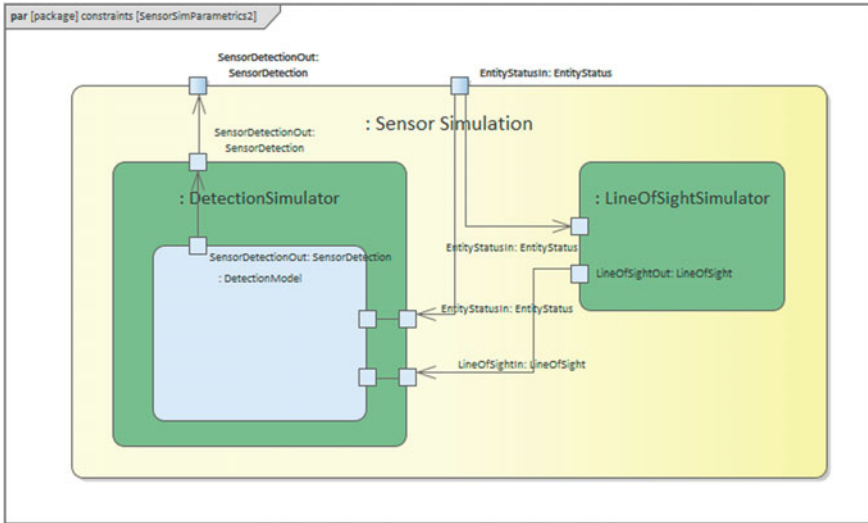 par [package] constraints [SensorSimParametrics2]
SensorDetectionOut:
SensorDetection
EntityStatusIn: EntityStatus
: Sensor Simulation
SensorDetectionOut:
SensorDetection
: DetectionSimulator
: LineOfSightSimulator
EntityStatusIn: EntityStatus
SensorDetectionOut: SensorDetection
: DetectionModel
LineOfSightOut: LineOfSight
EntityStatusIn: EntityStatus
LineOfSightIn: LineOfSight